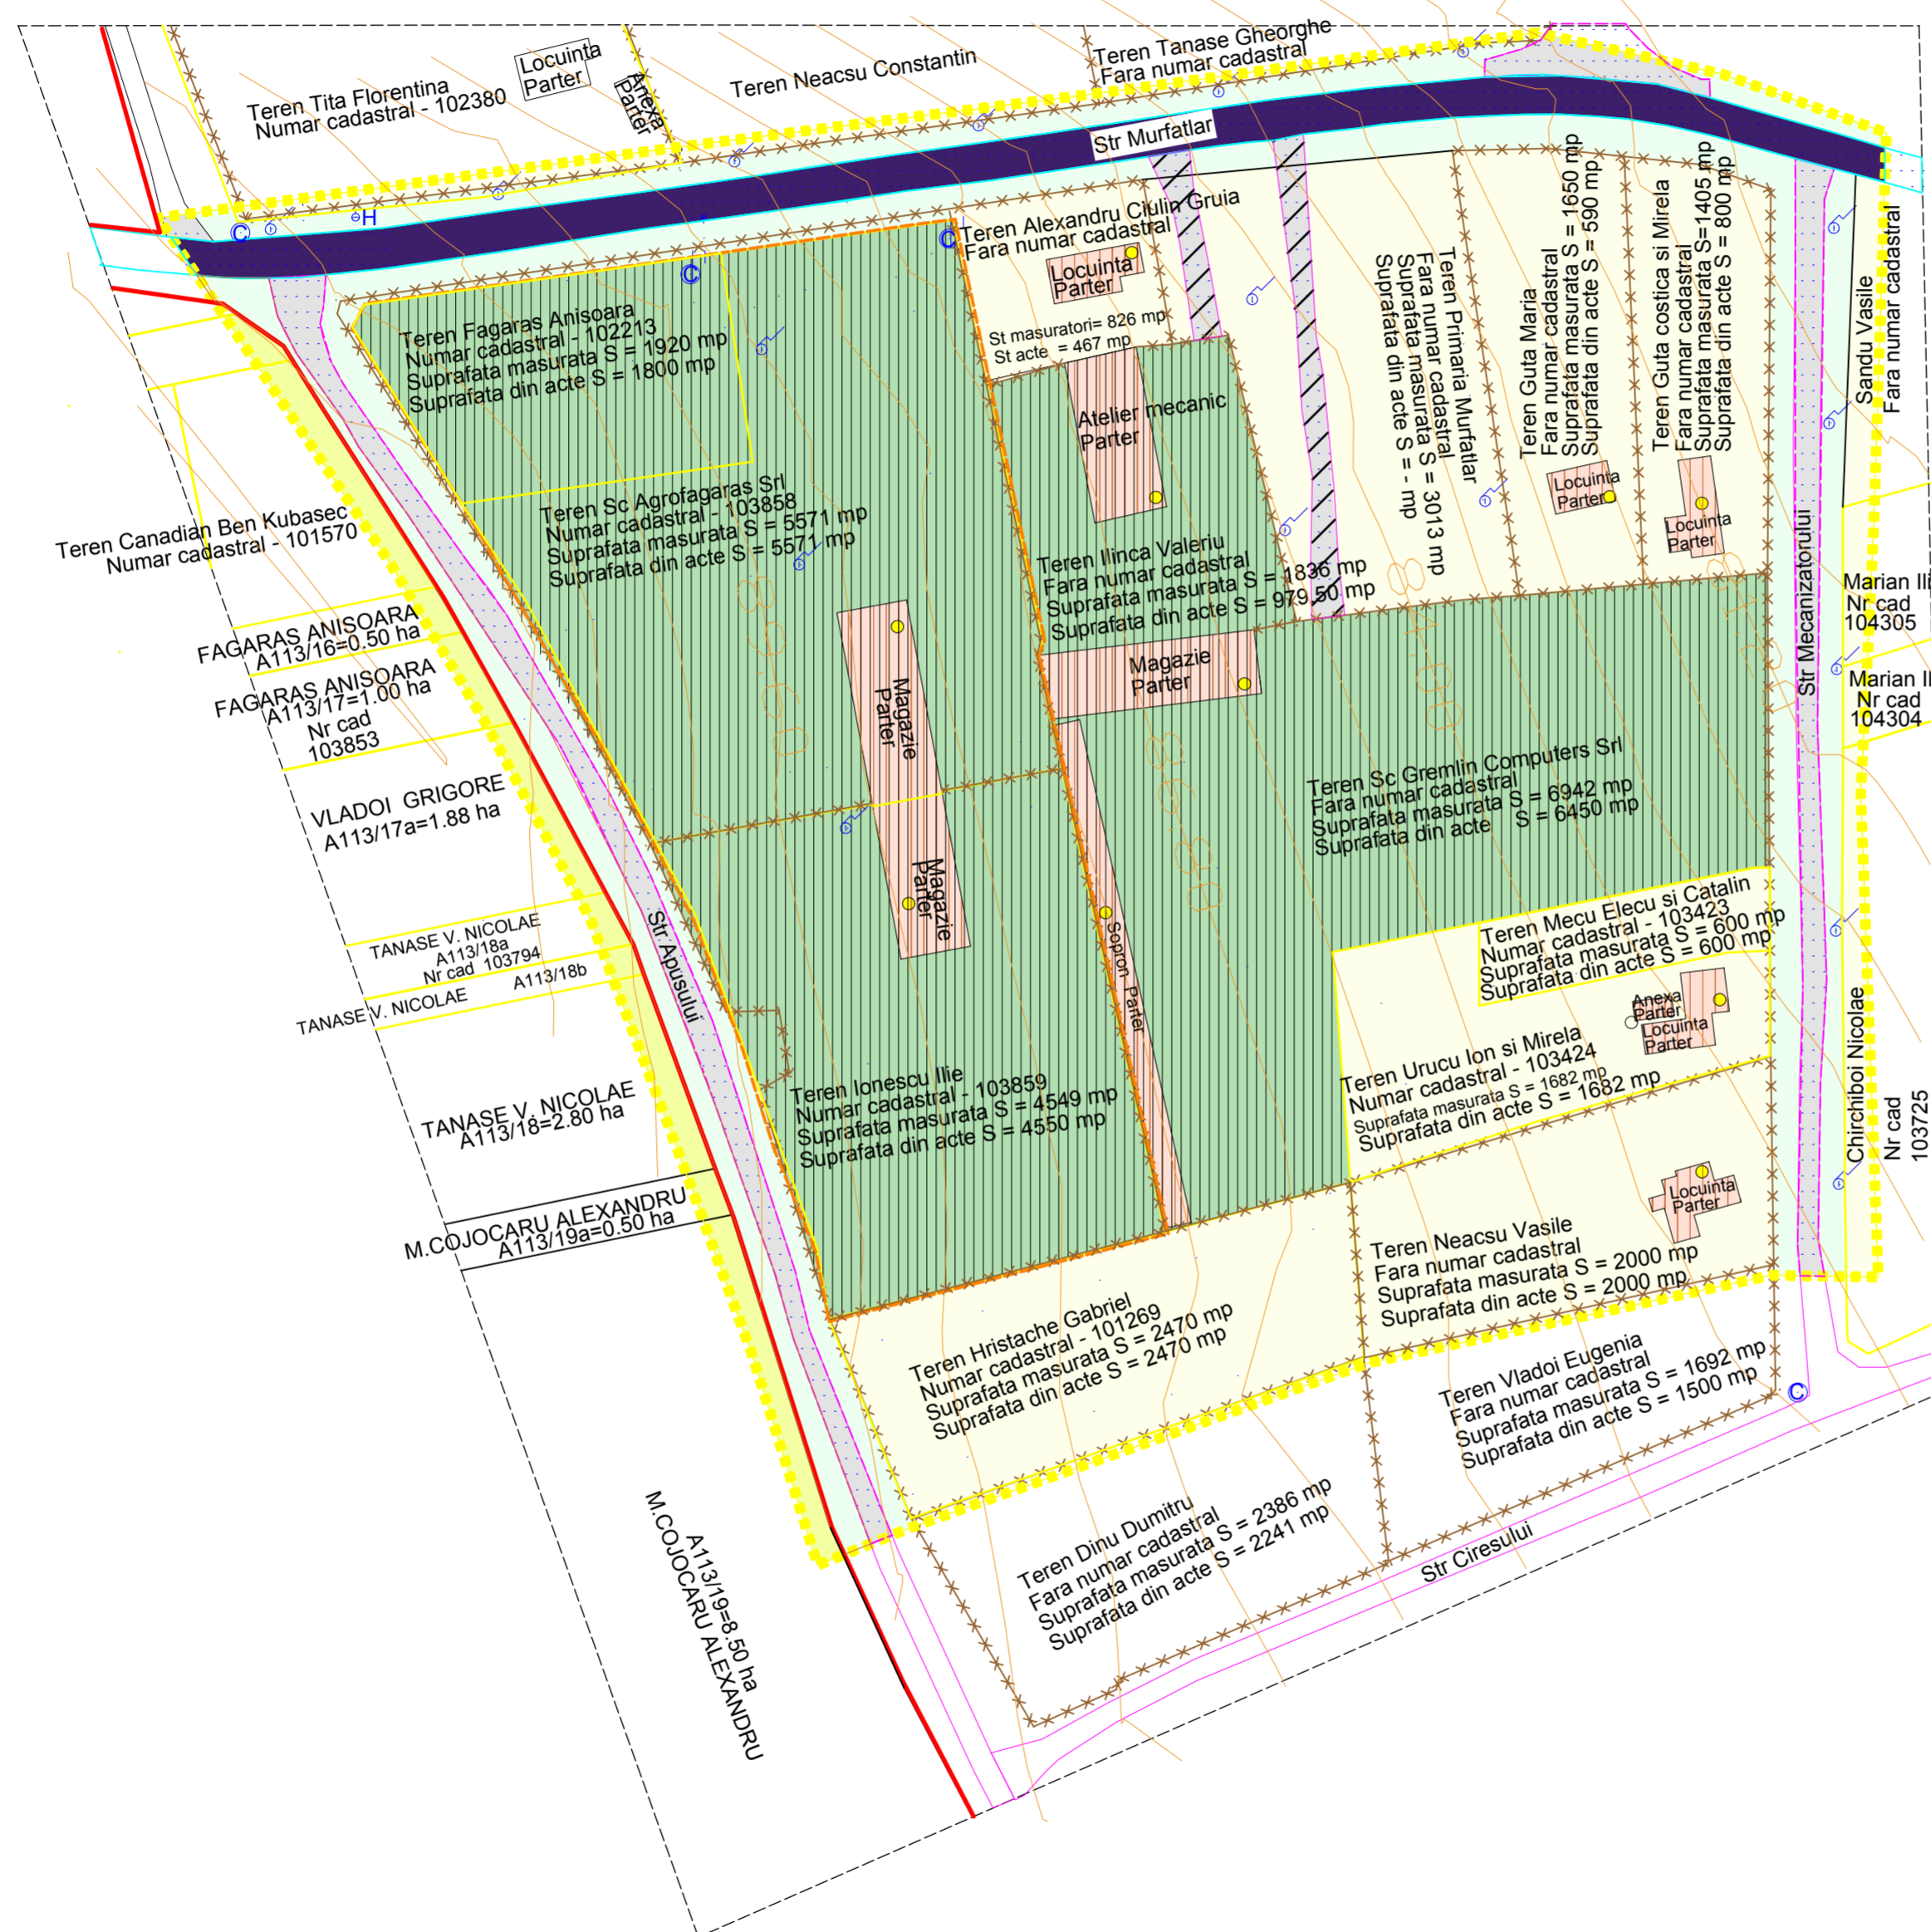 Locuinta
Parter
Anexa
Parter
Teren Tita Florentina
Numar cadastral - 102380
Teren Neacsu Constantin
Teren Tanase Gheorghe
Fara numar cadastral
Str Murfatlar
C
H
C
C
Teren Alexandru Ciulin Gruia
Fara numar cadastral
Locuinta
Parter
St masuratori= 826 mp
St acte = 467 mp
Teren Fagaras Anisoara
Numar cadastral - 102213
Suprafata masurata S = 1920 mp
Suprafata din acte S = 1800 mp
Atelier mecanic
Parter
Teren Primaria Murfatlar
Fara numar cadastral
Suprafata masurata S = 3013 mp
Suprafata din acte S = - mp
Teren Guta Maria
Fara numar cadastral
Suprafata masurata S = 1650 mp
Suprafata din acte S = 590 mp
Teren Guta costica si Mirela
Fara numar cadastral
Suprafata masurata S=1405 mp
Suprafata din acte S = 800 mp
Locuinta
Parter
Locuinta
Parter
Sandu Vasile
Fara numar cadastral
Str Mecanizatorului
Teren Sc Agrofagaras Srl
Numar cadastral - 103858
Suprafata masurata S = 5571 mp
Suprafata din acte S = 5571 mp
Teren Canadian Ben Kubasec
Numar cadastral - 101570
Teren Ilinca Valeriu
Fara numar cadastral
Suprafata masurata S = 1836 mp
Suprafata din acte S = 979.50 mp
Marian Ili
Nr cad
104305
Marian Il
Nr cad
104304
FAGARAS ANISOARA
A113/16=0.50 ha
FAGARAS ANISOARA
A113/17=1.00 ha
Nr cad
103853
Magazie
Parter
Magazie
Parter
VLADOI GRIGORE
A113/17a=1.88 ha
Teren Sc Gremlin Computers Srl
Fara numar cadastral
Suprafata masurata S = 6942 mp
Suprafata din acte S = 6450 mp
Magazie
Parter
Sopron Parter
Str Apusului
TANASE V. NICOLAE
A113/18a
Nr cad 103794
TANASE V. NICOLAE A113/18b
Teren Mecu Elecu si Catalin
Numar cadastral - 103423
Suprafata masurata S = 600 mp
Suprafata din acte S = 600 mp
Anexa
Parter
Locuinta
Parter
Teren Urucu Ion si Mirela
Numar cadastral - 103424
Suprafata masurata S = 1682 mp
Suprafata din acte S = 1682 mp
Chirchiboi Nicolae
Nr cad
103725
Teren Ionescu Ilie
Numar cadastral - 103859
Suprafata masurata S = 4549 mp
Suprafata din acte S = 4550 mp
TANASE V. NICOLAE
A113/18=2.80 ha
M.COJOCARU ALEXANDRU
A113/19a=0.50 ha
Locuinta
Parter
Teren Neacsu Vasile
Fara numar cadastral
Suprafata masurata S = 2000 mp
Suprafata din acte S = 2000 mp
Teren Hristache Gabriel
Numar cadastral - 101269
Suprafata masurata S = 2470 mp
Suprafata din acte S = 2470 mp
Teren Vladoi Eugenia
Fara numar cadastral
Suprafata masurata S = 1692 mp
Suprafata din acte S = 1500 mp
C
Teren Dinu Dumitru
Fara numar cadastral
Suprafata masurata S = 2386 mp
Suprafata din acte S = 2241 mp
Str Ciresului
A113/19=8.50 ha
M.COJOCARU ALEXANDRU